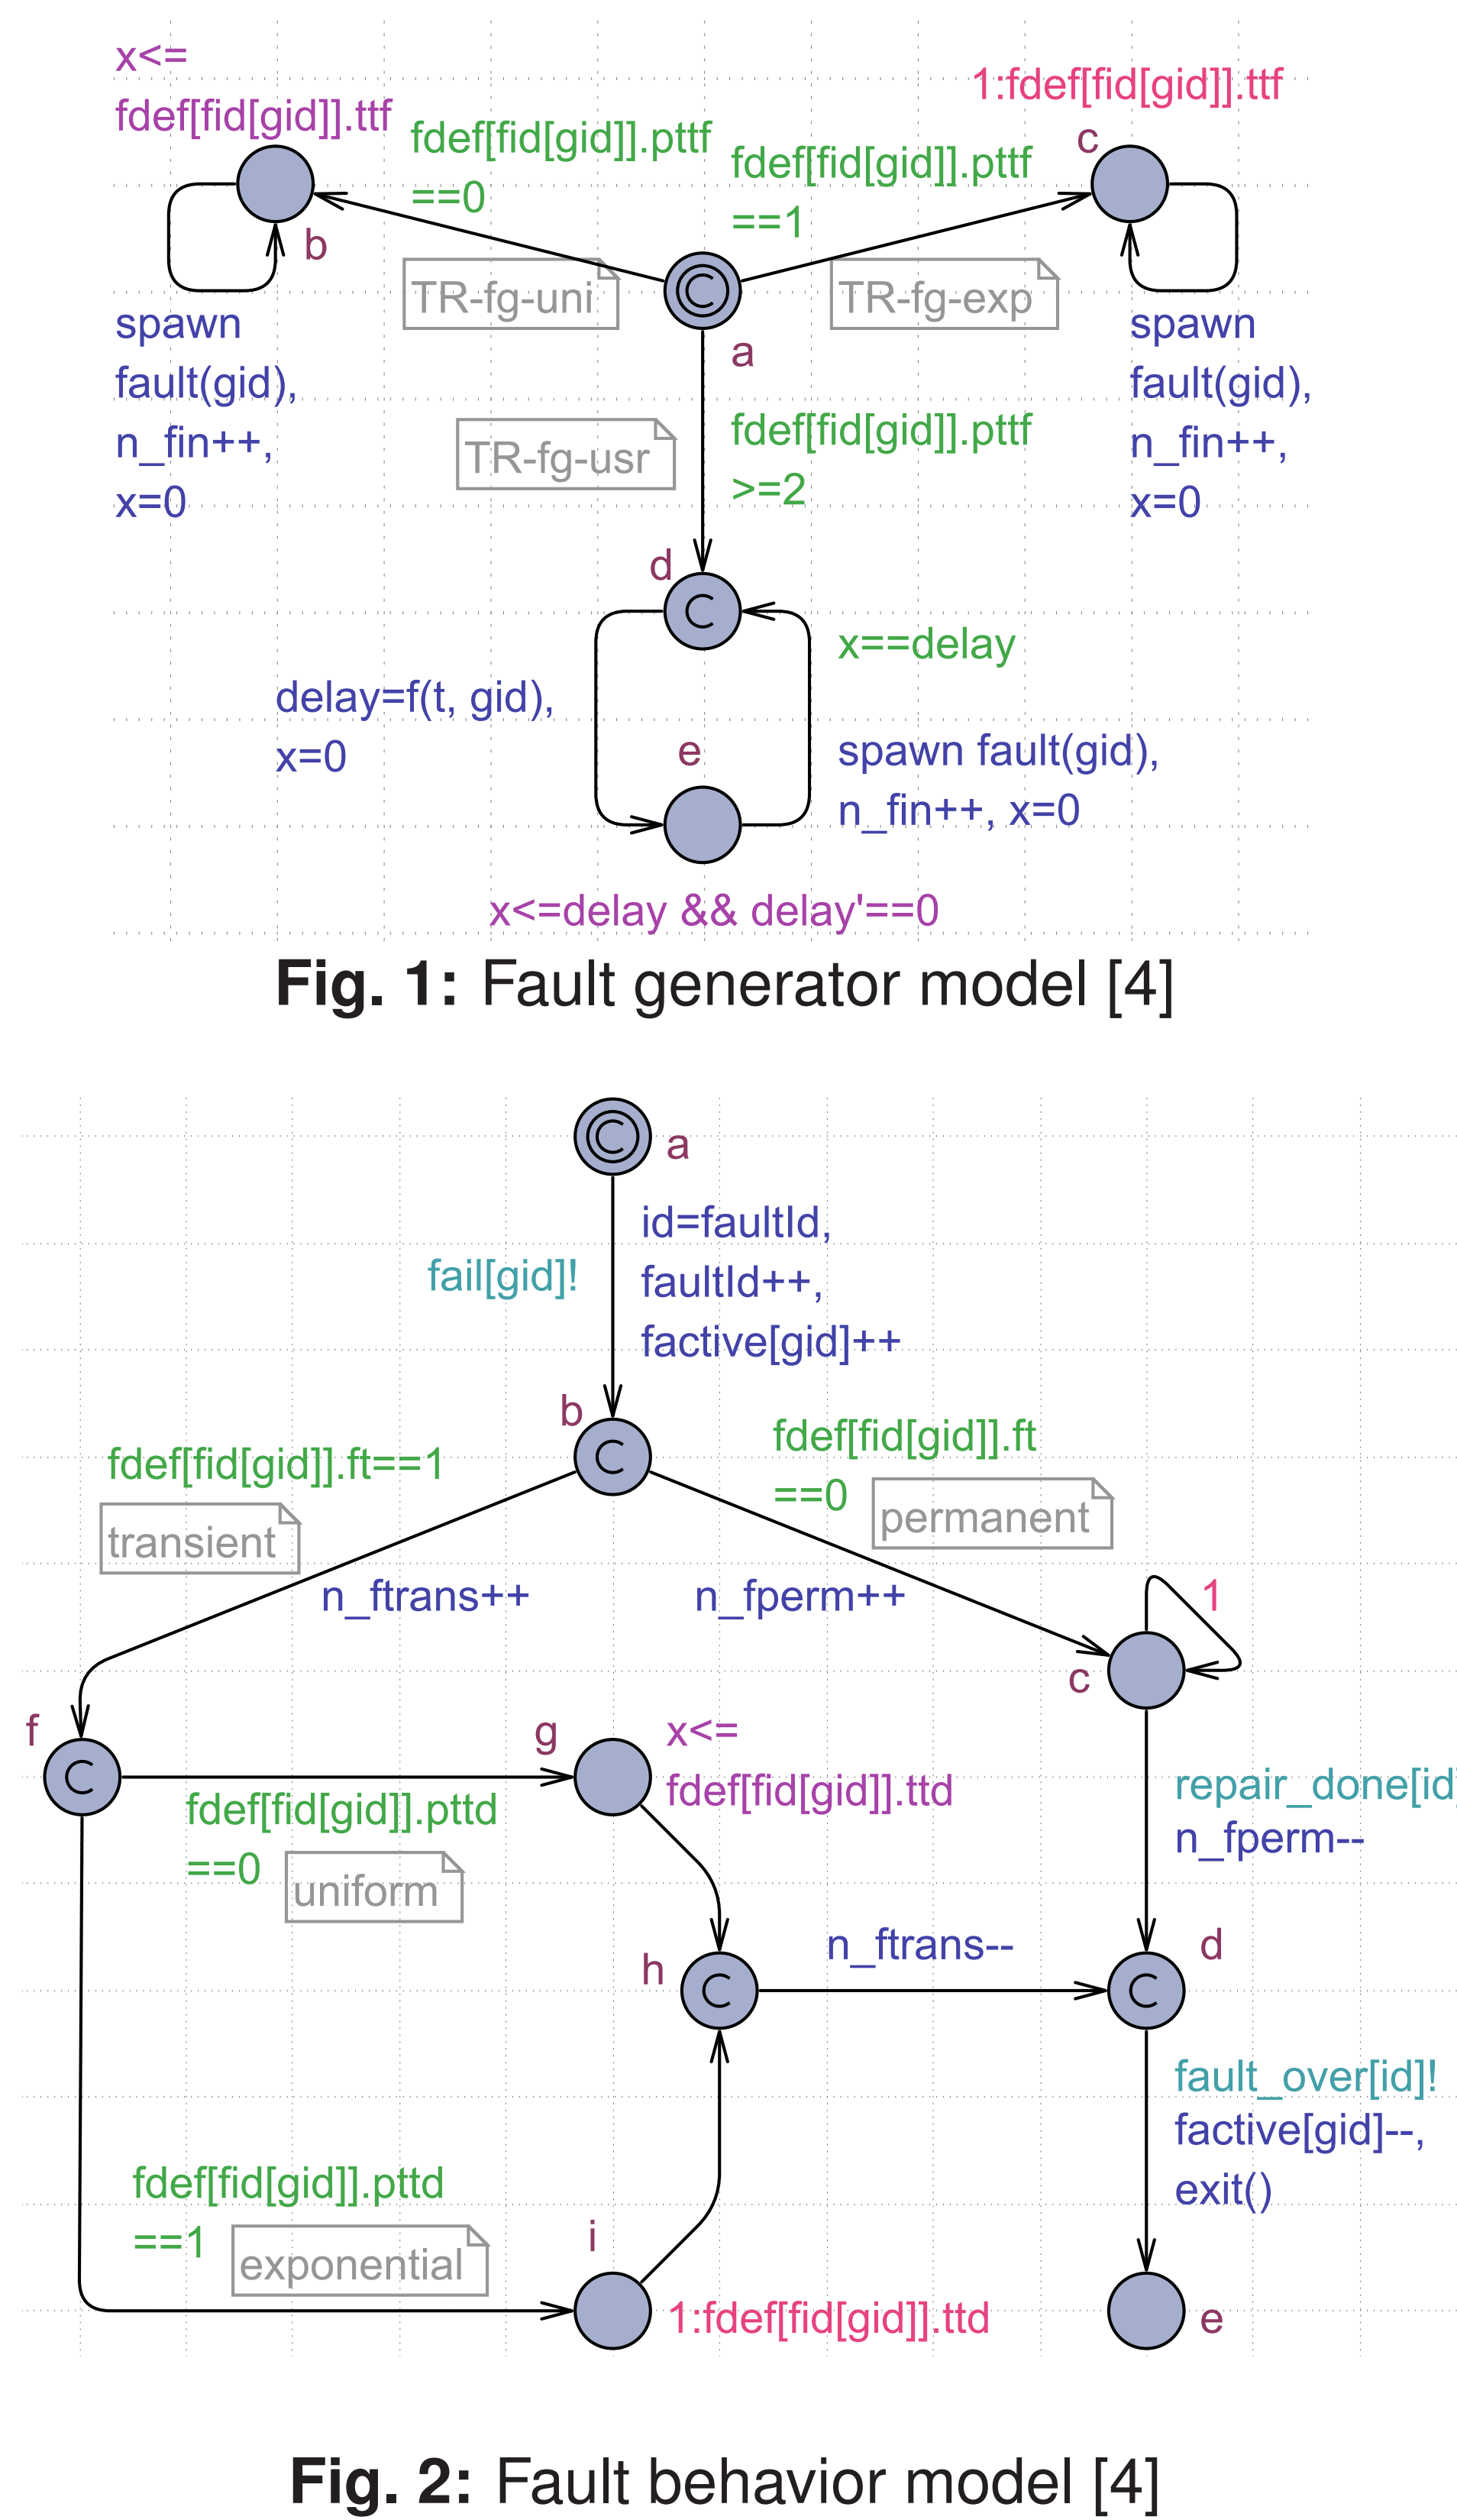 x<=
fdef[fid[gid]].ttf
fdef[fid[gid]].pttf
==0
fdef[fid[gid]].pttf
==1
1:fdef[fid[gid]].ttf
c
b
TR-fg-uni
TR-fg-exp
a
spawn
fault(gid),
n_fin++,
x=0
spawn
fault(gid),
n_fin++,
x=0
TR-fg-usr
fdef[fid[gid]].pttf
>=2
d
x==delay
delay=f(t, gid),
x=0
e
spawn fault(gid),
n_fin++, x=0
x<=delay && delay'==0
Fig. 1: Fault generator model [4]
a
id=faultId,
faultId++,
factive[gid]++
fail[gid]!
b
fdef[fid[gid]].ft==1
transient
fdef[fid[gid]].ft
==0
permanent
n_ftrans++
n_fperm++
1
c
f
g
x<=
fdef[fid[gid]].ttd
fdef[fid[gid]].pttd
==0
uniform
repair_done[id]
n_fperm--
h
n_ftrans--
d
fault_over[id]!
factive[gid]--,
exit()
fdef[fid[gid]].pttd
==1
exponential
i
1:fdef[fid[gid]].ttd
e
Fig. 2: Fault behavior model [4]